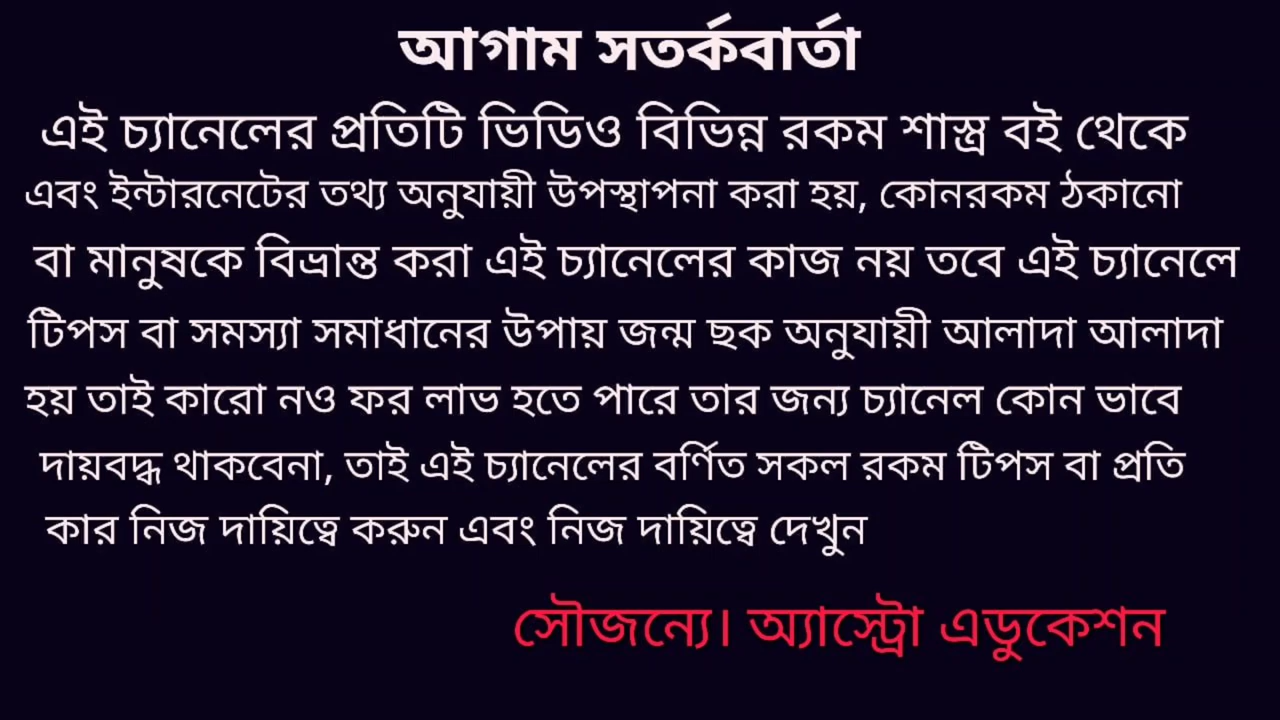 আগাম সতর্কবার্তা
এই চ্যানেলের প্রতিটি ভিডিও বিভিন্ন রকম শাস্ত্র বই থেকে
এবং ইন্টারনেটের তথ্য অনুযায়ী উপস্থাপনা করা হয়, কোনরকম ঠকানো
বা মানুষকে বিভ্রান্ত করা এই চ্যানেলের কাজ নয় তবে এই চ্যানেলে
টিপস বা সমস্যা সমাধানের উপায় জন্ম ছক অনুযায়ী আলাদা আলাদা
হয় তাই কারো নও ফর লাভ হতে পারে তার জন্য চ্যানেল কোন ভাবে
দায়বদ্ধ থাকবেনা, তাই এই চ্যানেলের বর্ণিত সকল রকম টিপস বা প্রতি
কার নিজ দায়িত্বে করুন এবং নিজ দায়িত্বে দেখুন
সৌজন্যে। অ্যাস্ট্রো এডুকেশন